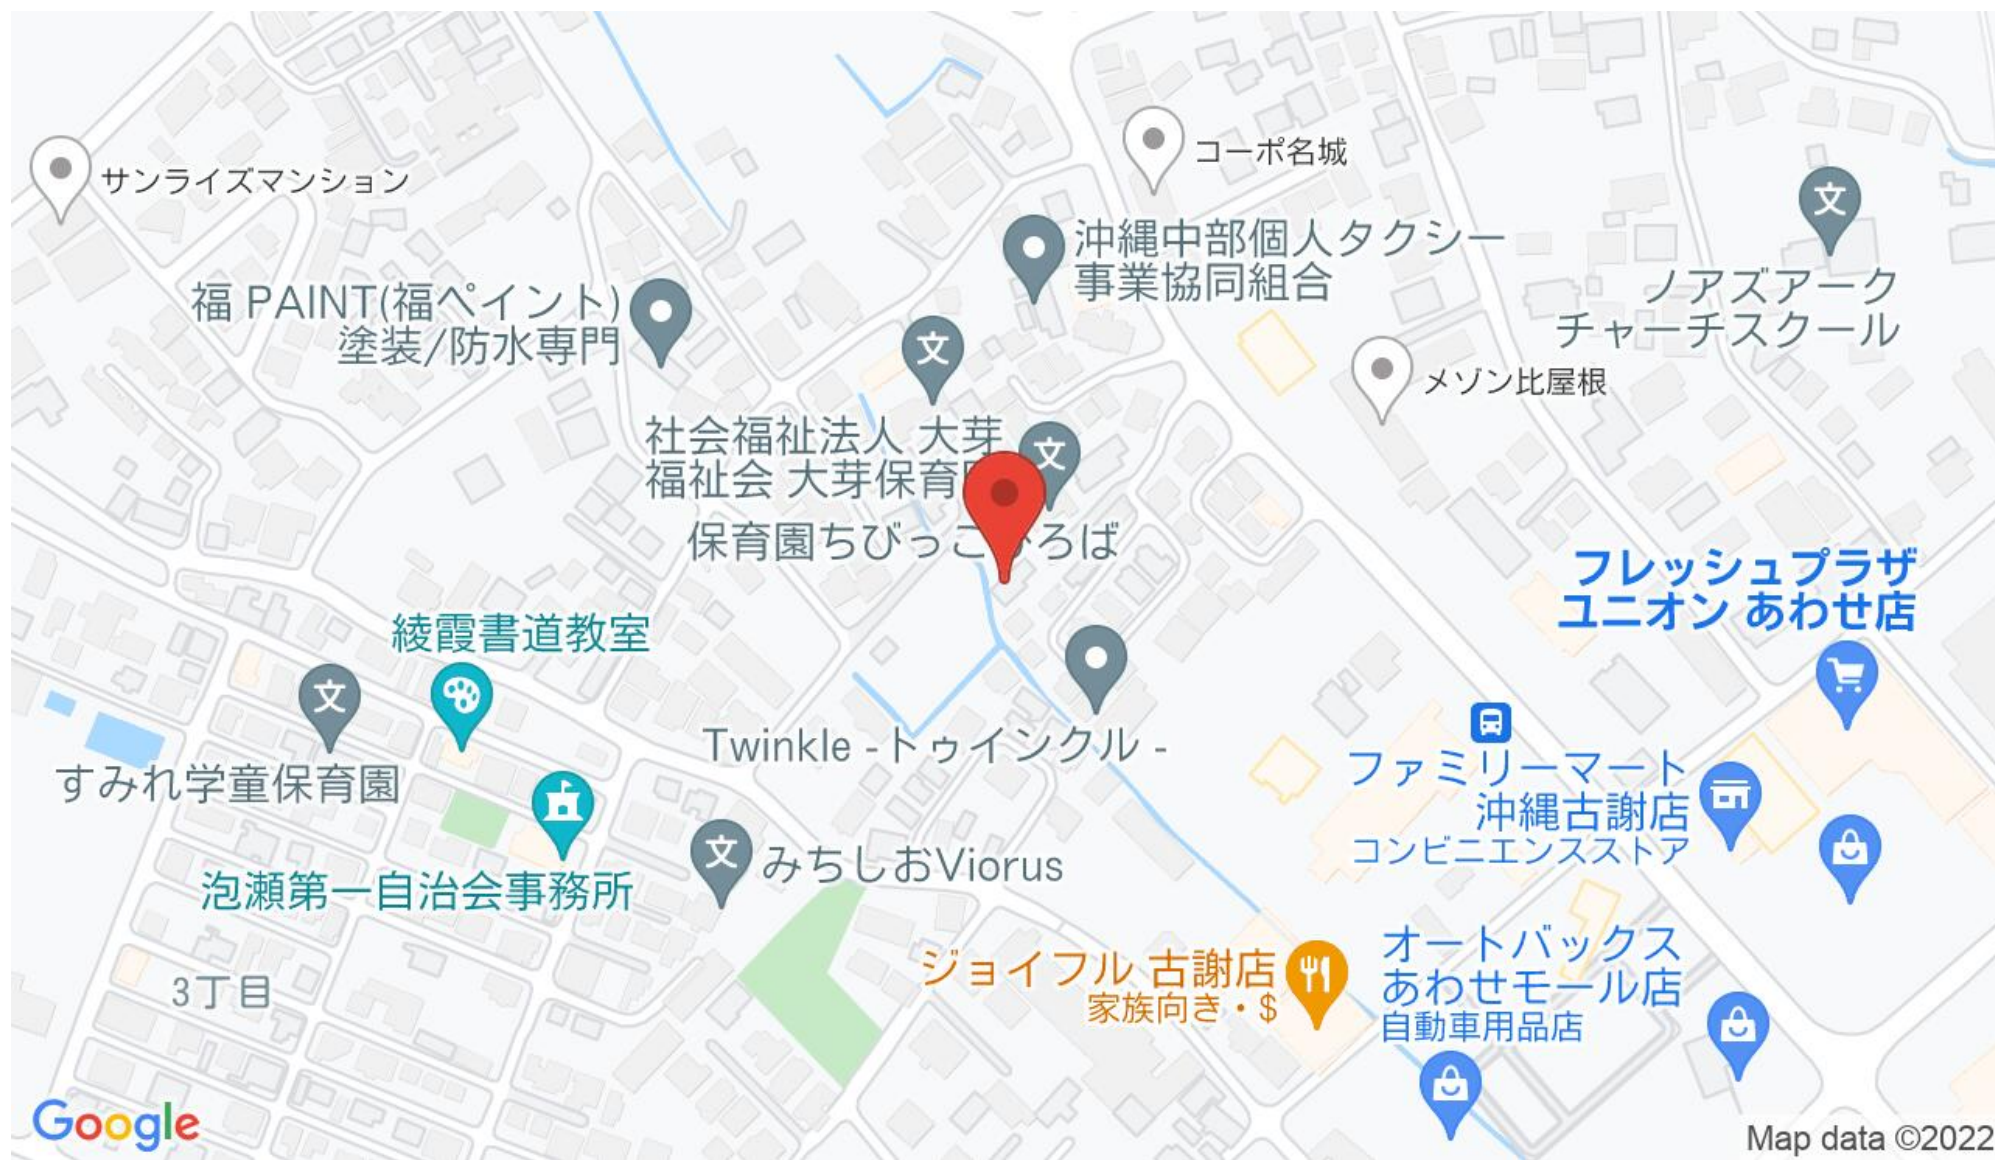 コーポ名城
サンライズマンション
沖縄中部個人タクシー
事業協同組合
ノアズアーク
チャーチスクール
福 PAINT(福ペイント)
塗装/防水専門
メゾン比屋根
社会福祉法人 大芽
福祉会 大芽保育
保育園ちびっこひろば
フレッシュプラザ
ユニオン あわせ店
綾霞書道教室
Twinkle -トゥインクル -
すみれ学童保育園
ファミリーマート
沖縄古謝店
コンビニエンスストア
みちしおViorus
泡瀬第一自治会事務所
オートバックス
あわせモール店
自動車用品店
ジョイフル 古謝店
家族向き・$
3丁目
Google
Map data ©2022